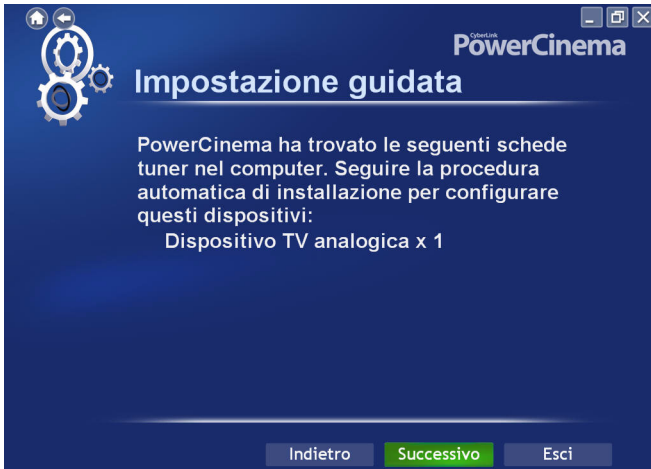 CyberLink
PowerCinema
Impostazione guidata
PowerCinema ha trovato le seguenti schede
tuner nel computer. Seguire la procedura
automatica di installazione per configurare
questi dispositivi:
Dispositivo TV analogica x 1
Indietro
Successivo
Esci